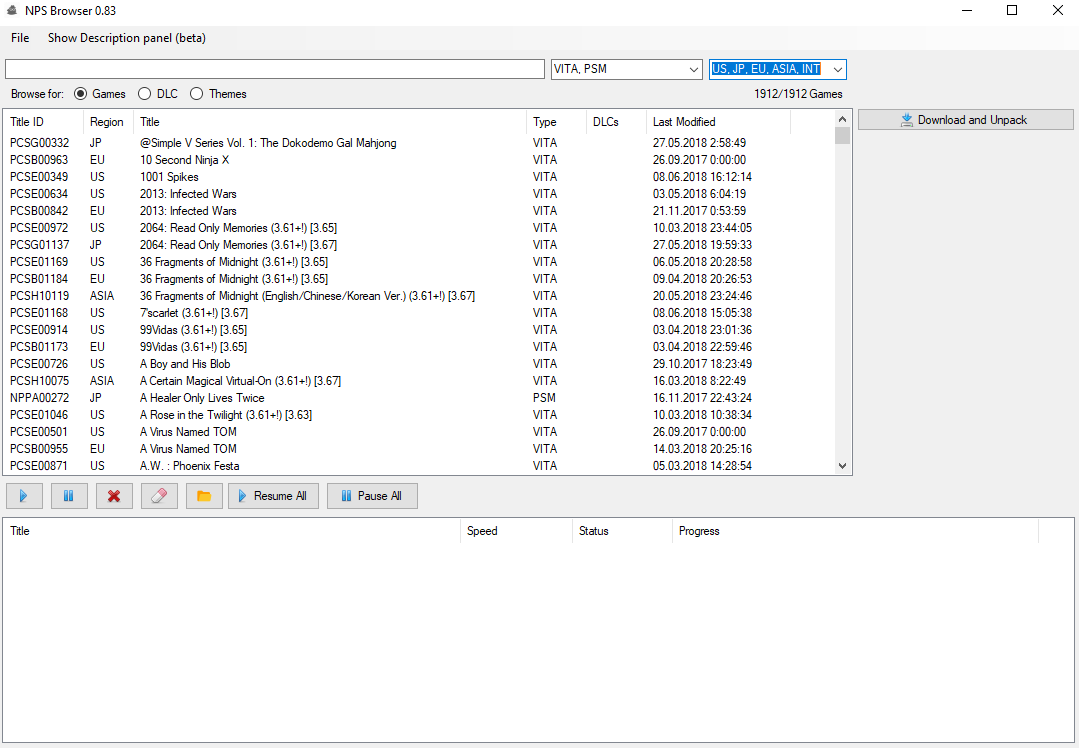 NPS Browser 0.83
File Show Description panel (beta)
VITA, PSM US, JP, EU, ASIA, INT
Browse for: Games DLC Themes 1912/1912 Games
Download and Unpack
Title ID Region Title Type DLCs Last Modified
PCSG00332 JP @Simple V Series Vol. 1: The Dokodemo Gal Mahjong VITA 27.05.2018 2:58:49
PCSB00963 EU 10 Second Ninja X VITA 26.09.2017 0:00:00
PCSE00349 US 1001 Spikes VITA 08.06.2018 16:12:14
PCSE00634 US 2013: Infected Wars VITA 03.05.2018 6:04:19
PCSB00842 EU 2013: Infected Wars VITA 21.11.2017 0:53:59
PCSE00972 US 2064: Read Only Memories (3.61+!) [3.65] VITA 10.03.2018 23:44:05
PCSG01137 JP 2064: Read Only Memories (3.61+!) [3.67] VITA 27.05.2018 19:59:33
PCSE01169 US 36 Fragments of Midnight (3.61+!) [3.65] VITA 06.05.2018 20:28:58
PCSB01184 EU 36 Fragments of Midnight (3.61+!) [3.65] VITA 09.04.2018 20:26:53
PCSH10119 ASIA 36 Fragments of Midnight (English/Chinese/Korean Ver.) (3.61+!) [3.67] VITA 20.05.2018 23:24:46
PCSE01168 US 7'scarlet (3.61+!) [3.67] VITA 08.06.2018 15:05:38
PCSE00914 US 99Vidas (3.61+!) [3.65] VITA 03.04.2018 23:01:36
PCSB01173 EU 99Vidas (3.61+!) [3.65] VITA 03.04.2018 22:59:46
PCSE00726 US A Boy and His Blob VITA 29.10.2017 18:23:49
PCSH10075 ASIA A Certain Magical Virtual-On (3.61+!) [3.67] VITA 16.03.2018 8:22:49
NPPA00272 JP A Healer Only Lives Twice PSM 16.11.2017 22:43:24
PCSE01046 US A Rose in the Twilight (3.61+!) [3.63] VITA 10.03.2018 10:38:34
PCSE00501 US A Virus Named TOM VITA 26.09.2017 0:00:00
PCSB00955 EU A Virus Named TOM VITA 14.03.2018 20:25:16
PCSE00871 US A.W. : Phoenix Festa VITA 05.03.2018 14:28:54
Resume All Pause All
Title Speed Status Progress